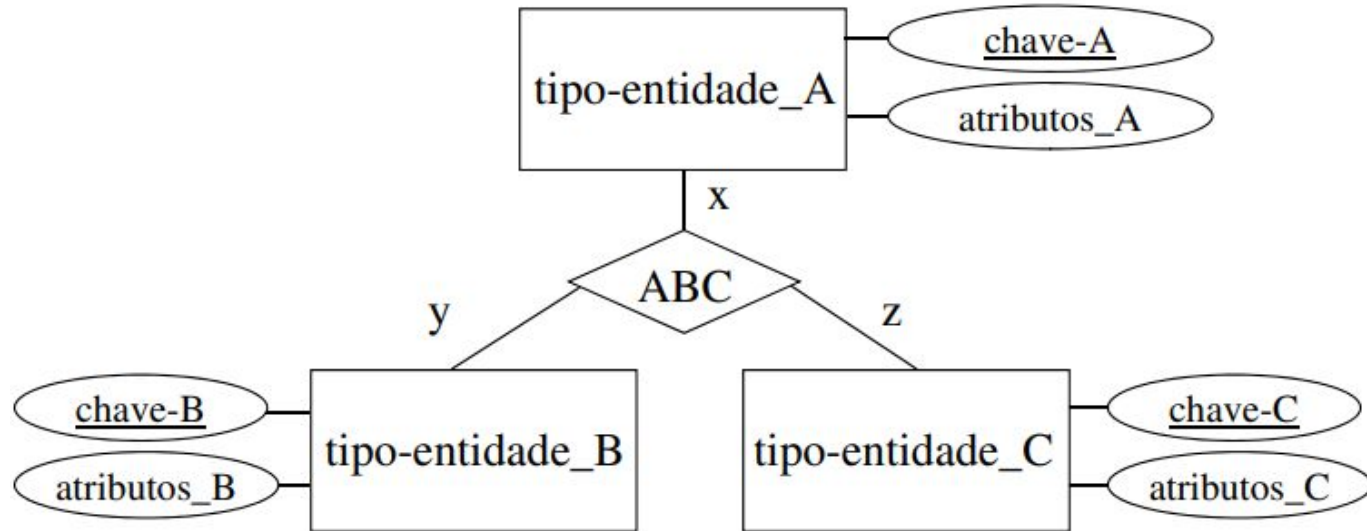 chave-A
tipo-entidade_A
atributos_A
x
ABC
y
z
chave-B
tipo-entidade_B
atributos_B
chave-C
tipo-entidade_C
atributos_C